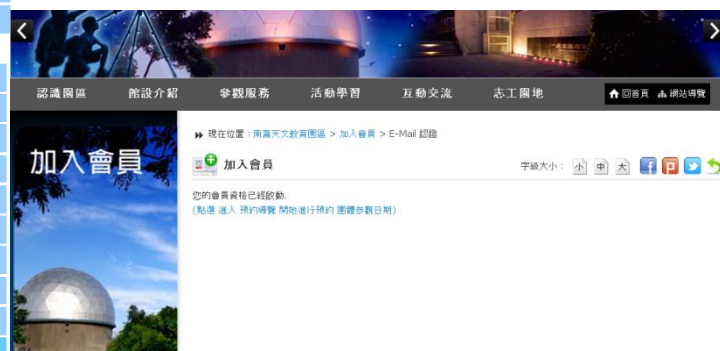 認識園區 館設介紹 參觀服務 活動學習 互動交流 志工園地 回首頁 網站導覽
現在位置：南瀛天文教育園區 > 加入會員 > E-Mail 認證
加入會員
加入會員 字級大小： 小 中 大
您的會員資格已經啟動.
(點選 進入 預約導覽 開始進行預約 團體參觀日期)